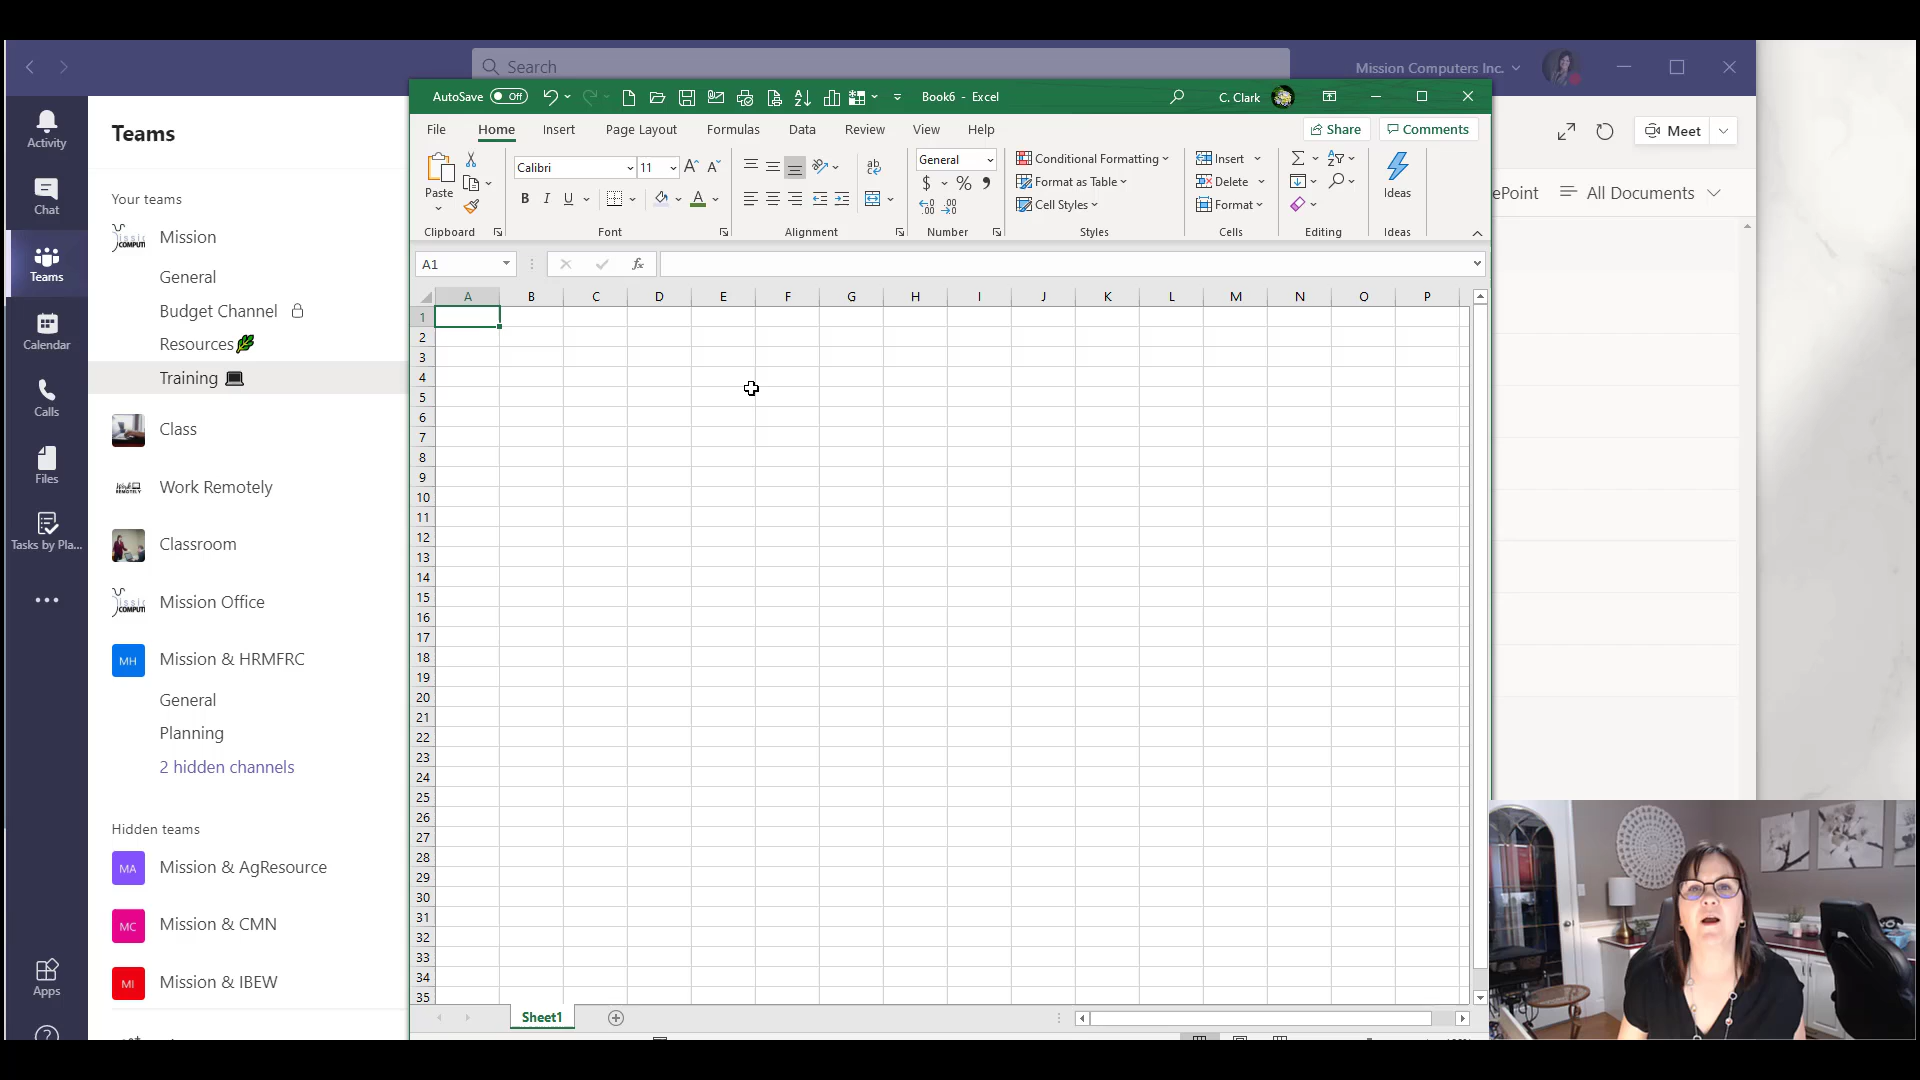 Search
Mission Computers Inc.
AutoSave Off
Book6 - Excel
C. Clark
File Home Insert Page Layout Formulas Data Review View Help
Share Comments
Paste
Calibri 11
General
$ % 
Conditional Formatting
Format as Table
Cell Styles
Insert
Delete
Format
Ideas
Clipboard Font Alignment Number Styles Cells Editing Ideas
A1
fx
A B C D E F G H I J K L M N O P
1
2
3
4
5
6
7
8
9
10
11
12
13
14
15
16
17
18
19
20
21
22
23
24
25
26
27
28
29
30
31
32
33
34
35
Sheet1
Activity
Chat
Teams
Calendar
Calls
Files
Tasks by Pla...
Apps
Teams
Your teams
Mission
General
Budget Channel
Resources
Training
Class
Work Remotely
Classroom
Mission Office
MH Mission & HRMFRC
General
Planning
2 hidden channels
Hidden teams
MA Mission & AgResource
MC Mission & CMN
MI Mission & IBEW
Meet
ePoint All Documents